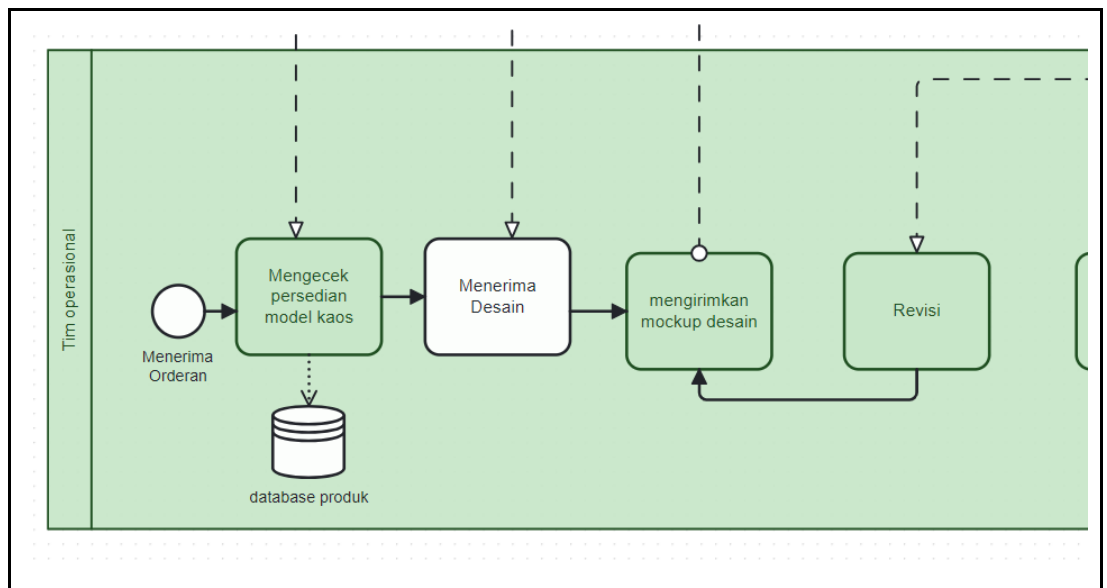 Tim operasional
Menerima
Orderan
Mengecek
persedian
model kaos
database produk
Menerima
Desain
mengirimkan
mockup desain
Revisi